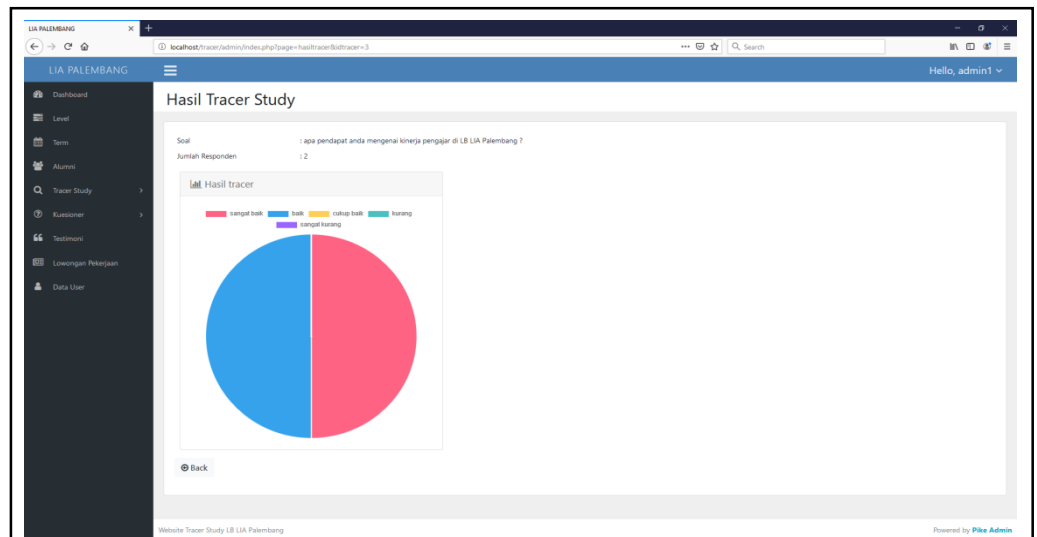 LIA PALEMBANG
localhost/tracer/admin/index.php?page=hasiltracer&idtracer=3
Search
LIA PALEMBANG
Hello, admin1
Dashboard
Level
Term
Alumni
Tracer Study
Kuesioner
Testimoni
Lowongan Pekerjaan
Data User
Hasil Tracer Study
Soal : apa pendapat anda mengenai kinerja pengajar di LB LIA Palembang ?
Jumlah Responden : 2
Hasil tracer
sangat baik baik cukup baik kurang
sangat kurang
Back
Website Tracer Study LB LIA Palembang
Powered by Pike Admin